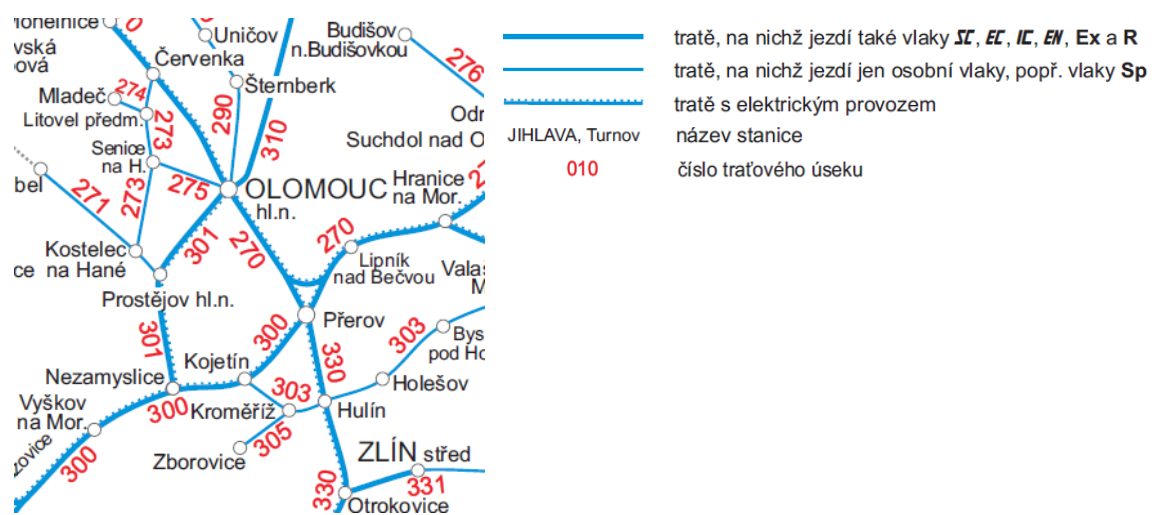 Uničov
Budišov
n.Budišovkou
Červenka
276
Šternberk
Mladeč
274
Litovel předm.
273
290
310
Suchdol nad O
Senice
na H.
275
OLOMOUC
hl.n.
Hranice
na Mor.
bel
271
273
301
270
270
Kostelec
na Hané
ce
Lipník
nad Bečvou
Valaš
M
Prostějov hl.n.
301
300
Přerov
303
Bys
pod Ho
Kojetín
330
Nezamyslice
303
Holešov
300
Kroměříž
Hulín
Vyškov
na Mor.
305
Zborovice
ZLÍN střed
300
330
331
Otrokovice
tratě, na nichž jezdí také vlaky SC, EC, IC, EN, Ex a R
tratě, na nichž jezdí jen osobní vlaky, popř. vlaky Sp
tratě s elektrickým provozem
JIHLAVA, Turnov název stanice
010 číslo traťového úseku